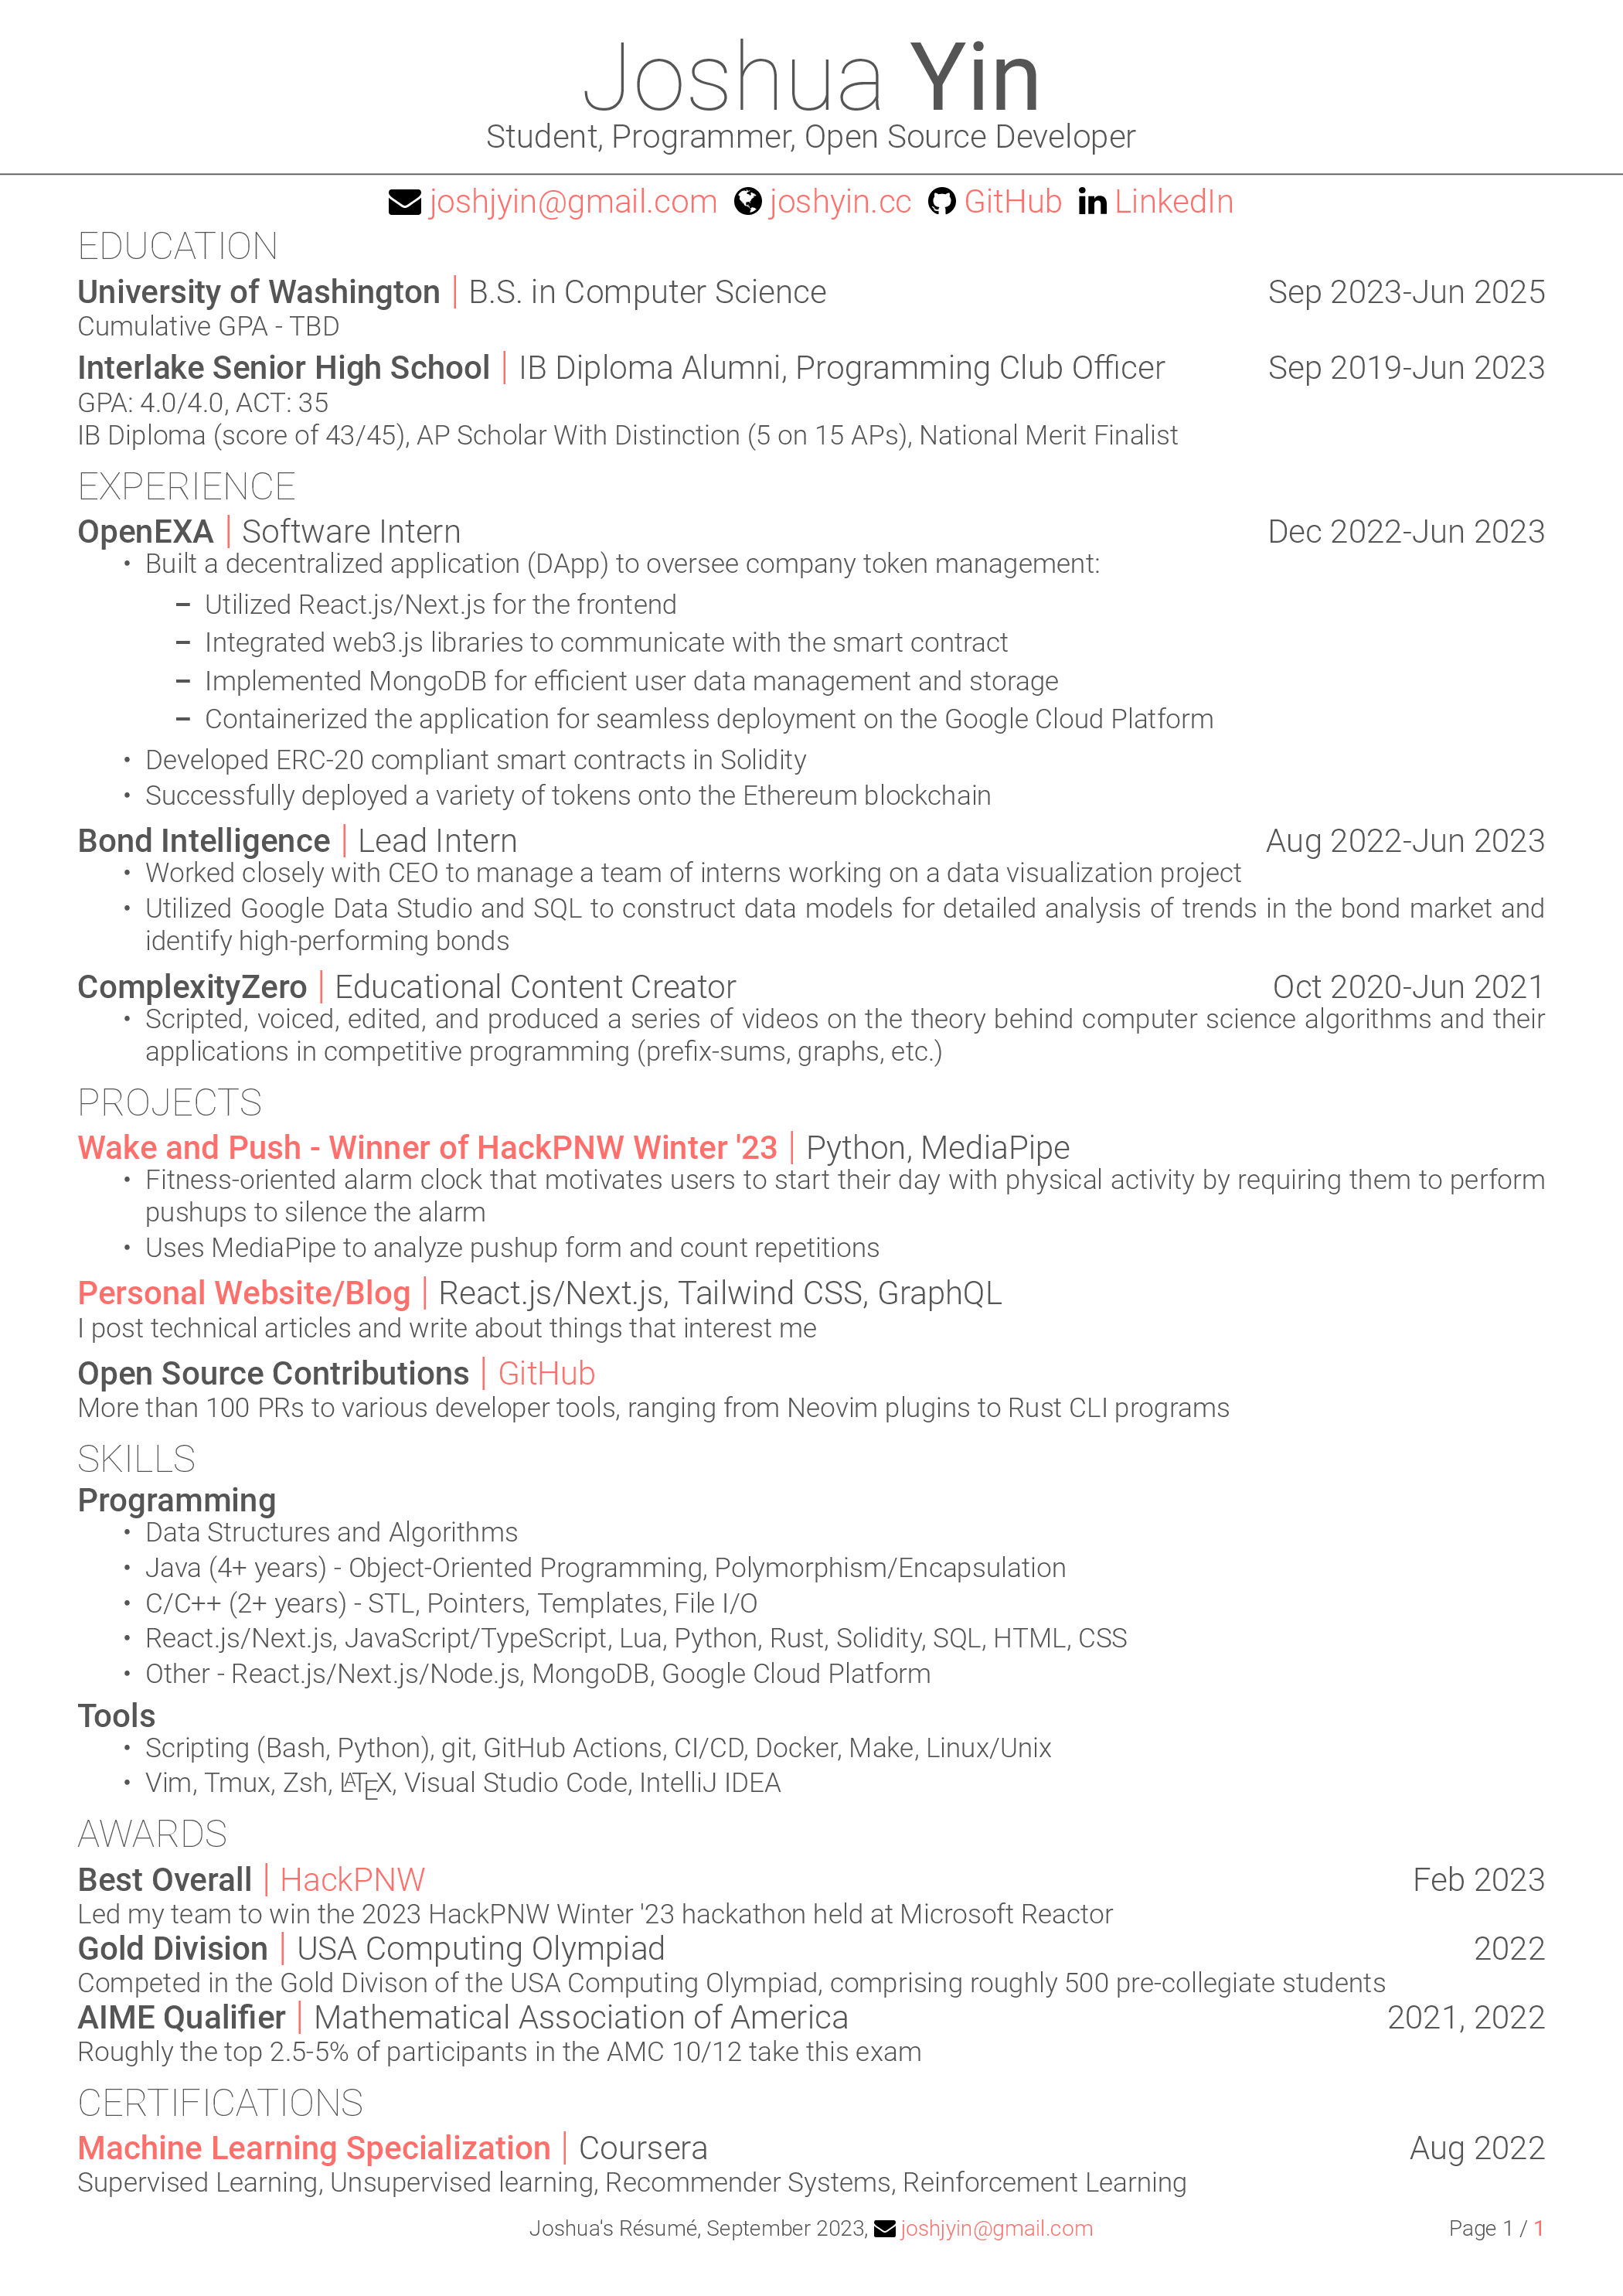 Joshua Yin
Student, Programmer, Open Source Developer
joshjyin@gmail.com joshyin.cc GitHub LinkedIn
EDUCATION
University of Washington | B.S. in Computer Science Sep 2023-Jun 2025
Cumulative GPA - TBD
Interlake Senior High School | IB Diploma Alumni, Programming Club Officer Sep 2019-Jun 2023
GPA: 4.0/4.0, ACT: 35
IB Diploma (score of 43/45), AP Scholar With Distinction (5 on 15 APs), National Merit Finalist
EXPERIENCE
OpenEXA | Software Intern Dec 2022-Jun 2023
• Built a decentralized application (DApp) to oversee company token management:
– Utilized React.js/Next.js for the frontend
– Integrated web3.js libraries to communicate with the smart contract
– Implemented MongoDB for efficient user data management and storage
– Containerized the application for seamless deployment on the Google Cloud Platform
• Developed ERC-20 compliant smart contracts in Solidity
• Successfully deployed a variety of tokens onto the Ethereum blockchain
Bond Intelligence | Lead Intern Aug 2022-Jun 2023
• Worked closely with CEO to manage a team of interns working on a data visualization project
• Utilized Google Data Studio and SQL to construct data models for detailed analysis of trends in the bond market and
identify high-performing bonds
ComplexityZero | Educational Content Creator Oct 2020-Jun 2021
• Scripted, voiced, edited, and produced a series of videos on the theory behind computer science algorithms and their
applications in competitive programming (prefix-sums, graphs, etc.)
PROJECTS
Wake and Push - Winner of HackPNW Winter '23 | Python, MediaPipe
• Fitness-oriented alarm clock that motivates users to start their day with physical activity by requiring them to perform
pushups to silence the alarm
• Uses MediaPipe to analyze pushup form and count repetitions
Personal Website/Blog | React.js/Next.js, Tailwind CSS, GraphQL
I post technical articles and write about things that interest me
Open Source Contributions | GitHub
More than 100 PRs to various developer tools, ranging from Neovim plugins to Rust CLI programs
SKILLS
Programming
• Data Structures and Algorithms
• Java (4+ years) - Object-Oriented Programming, Polymorphism/Encapsulation
• C/C++ (2+ years) - STL, Pointers, Templates, File I/O
• React.js/Next.js, JavaScript/TypeScript, Lua, Python, Rust, Solidity, SQL, HTML, CSS
• Other - React.js/Next.js/Node.js, MongoDB, Google Cloud Platform
Tools
• Scripting (Bash, Python), git, GitHub Actions, CI/CD, Docker, Make, Linux/Unix
• Vim, Tmux, Zsh, LATEX, Visual Studio Code, IntelliJ IDEA
AWARDS
Best Overall | HackPNW Feb 2023
Led my team to win the 2023 HackPNW Winter '23 hackathon held at Microsoft Reactor
Gold Division | USA Computing Olympiad 2022
Competed in the Gold Divison of the USA Computing Olympiad, comprising roughly 500 pre-collegiate students
AIME Qualifier | Mathematical Association of America 2021, 2022
Roughly the top 2.5-5% of participants in the AMC 10/12 take this exam
CERTIFICATIONS
Machine Learning Specialization | Coursera Aug 2022
Supervised Learning, Unsupervised learning, Recommender Systems, Reinforcement Learning
Joshua's Résumé, September 2023, joshjyin@gmail.com Page 1 / 1